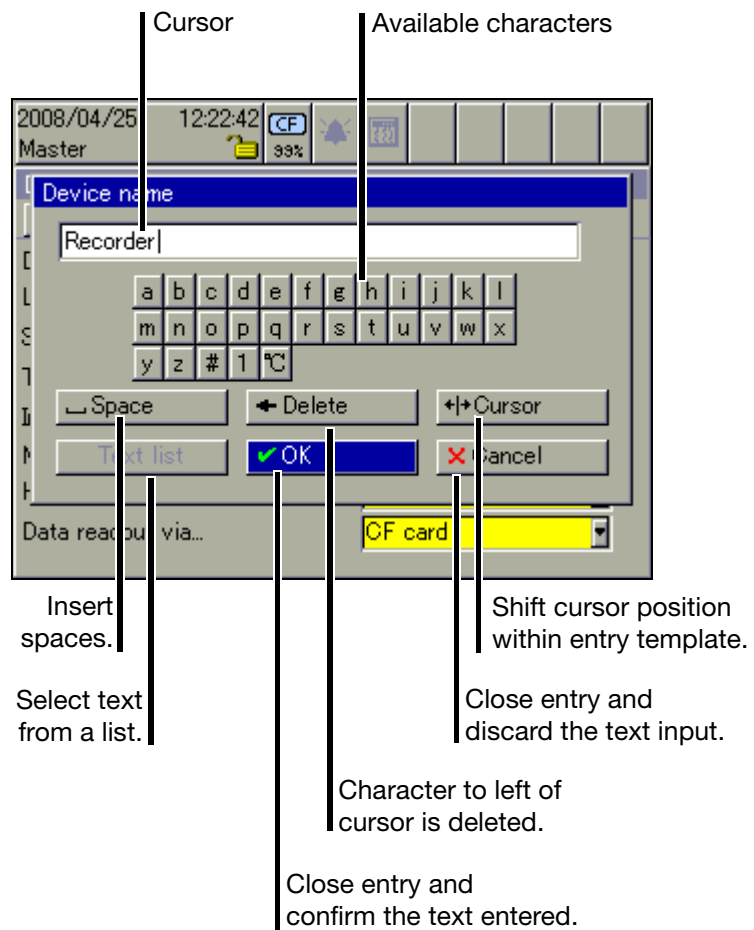 Cursor
Available characters
2008/04/25 12:22:42 CF
Master 99%
Device name
Recorder
a b c d e f g h i j k l
m n o p q r s t u v w x
y z # 1 °C
Space Delete Cursor
Text list OK Cancel
Data readout via... CF card
Insert
spaces.
Shift cursor position
within entry template.
Select text
from a list.
Close entry and
discard the text input.
Character to left of
cursor is deleted.
Close entry and
confirm the text entered.